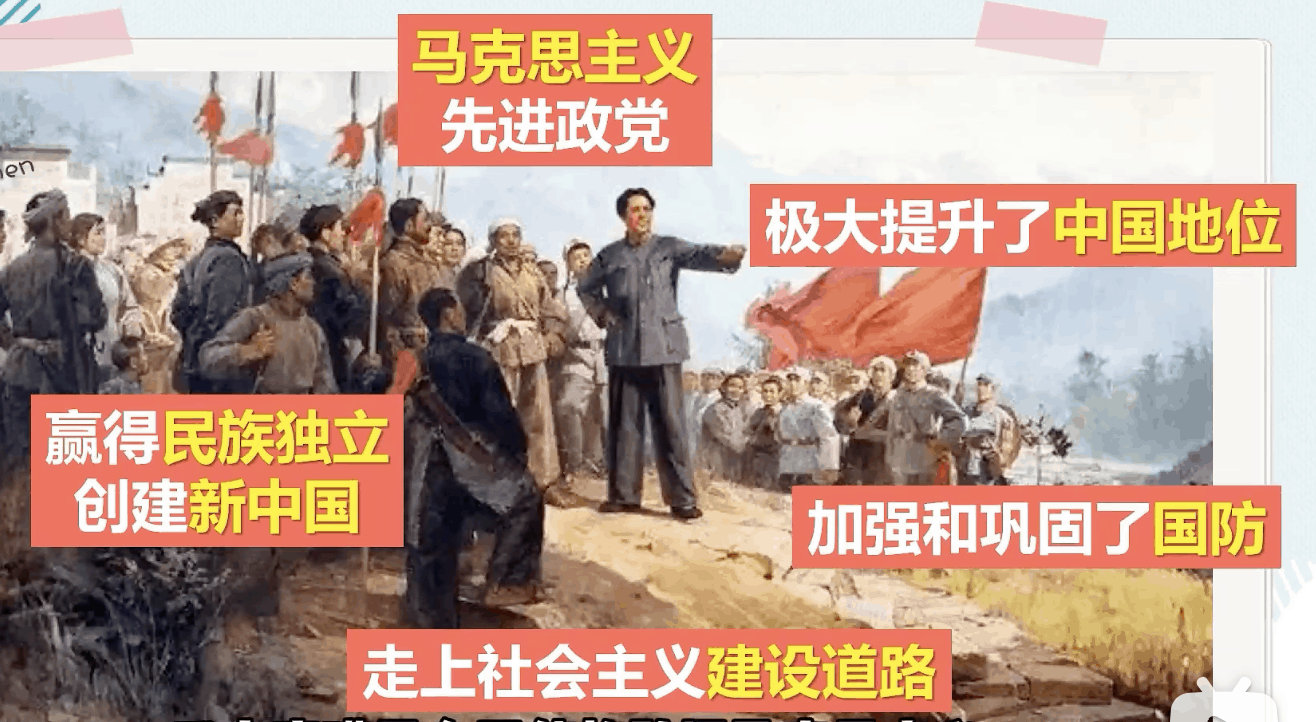 马克思主义
先进政党
极大提升了中国地位
赢得民族独立
创建新中国
加强和巩固了国防
走上社会主义建设道路